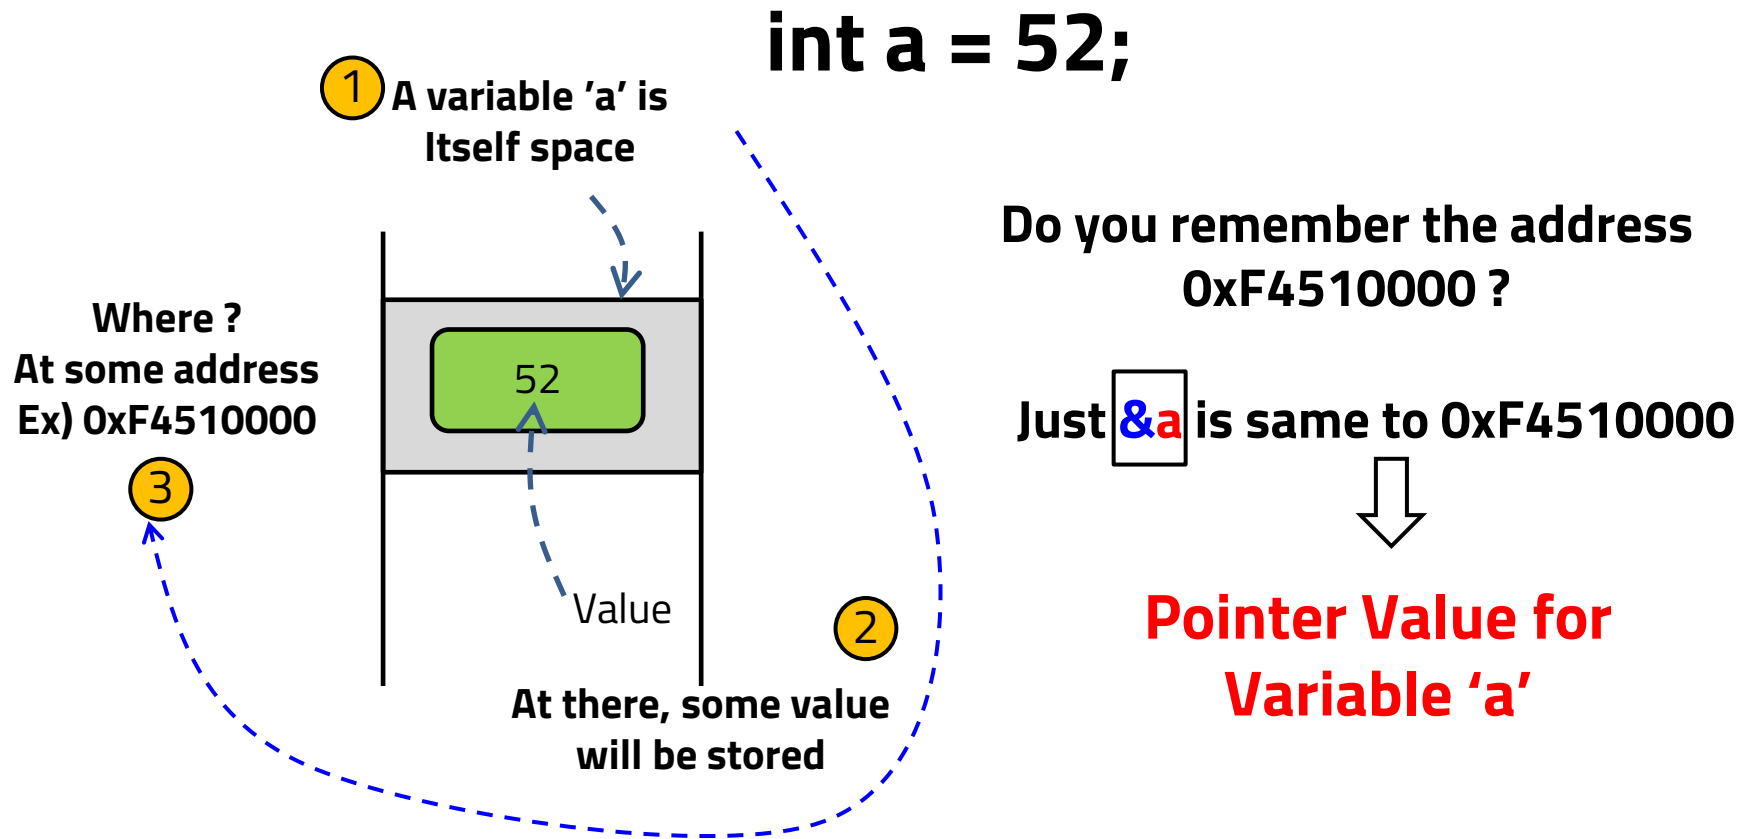 int a = 52;
1
A variable ’a’ is
Itself space
Where ?
At some address
Ex) 0xF4510000
3
52
Value
2
At there, some value
will be stored
Do you remember the address
0xF4510000 ?
Just &a is same to 0xF4510000
Pointer Value for
Variable ‘a’